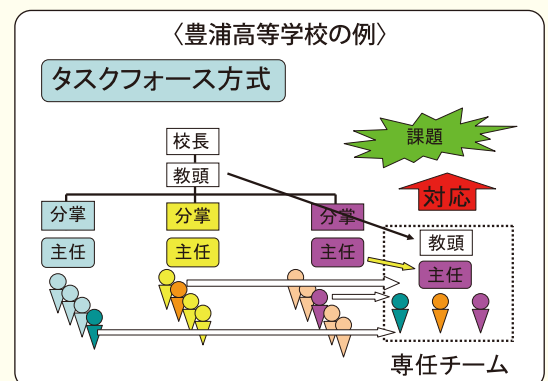 〈豊浦高等学校の例〉
タスクフォース方式
校長
教頭
分掌
分掌
分掌
主任
主任
主任
課題
対応
教頭
主任
専任チーム